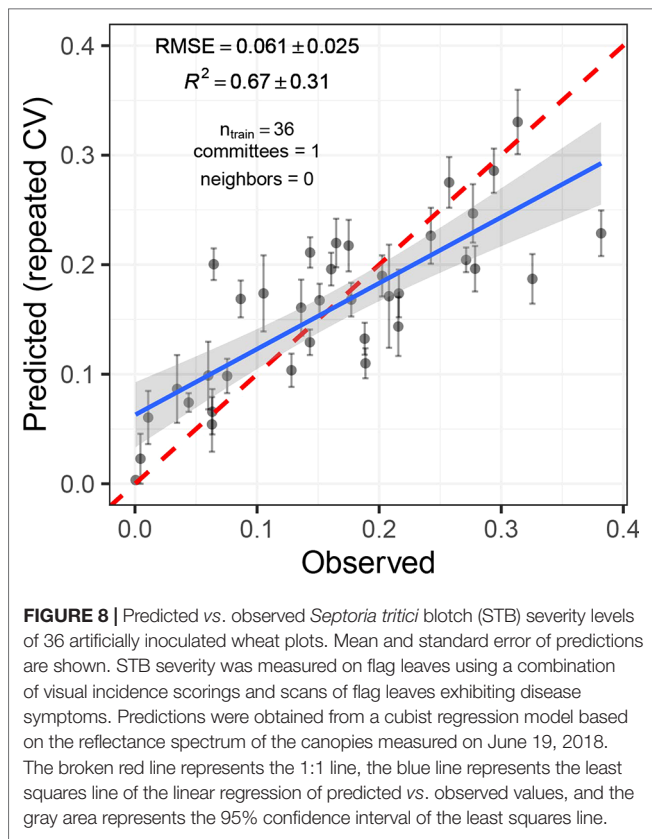 RMSE = 0.061 ± 0.025
R² = 0.67 ± 0.31
n_train = 36
committees = 1
neighbors = 0
Predicted (repeated CV)
0.4
0.3
0.2
0.1
0.0
0.0 0.1 0.2 0.3 0.4
Observed
FIGURE 8 | Predicted vs. observed Septoria tritici blotch (STB) severity levels
of 36 artificially inoculated wheat plots. Mean and standard error of predictions
are shown. STB severity was measured on flag leaves using a combination
of visual incidence scorings and scans of flag leaves exhibiting disease
symptoms. Predictions were obtained from a cubist regression model based
on the reflectance spectrum of the canopies measured on June 19, 2018.
The broken red line represents the 1:1 line, the blue line represents the least
squares line of the linear regression of predicted vs. observed values, and the
gray area represents the 95% confidence interval of the least squares line.